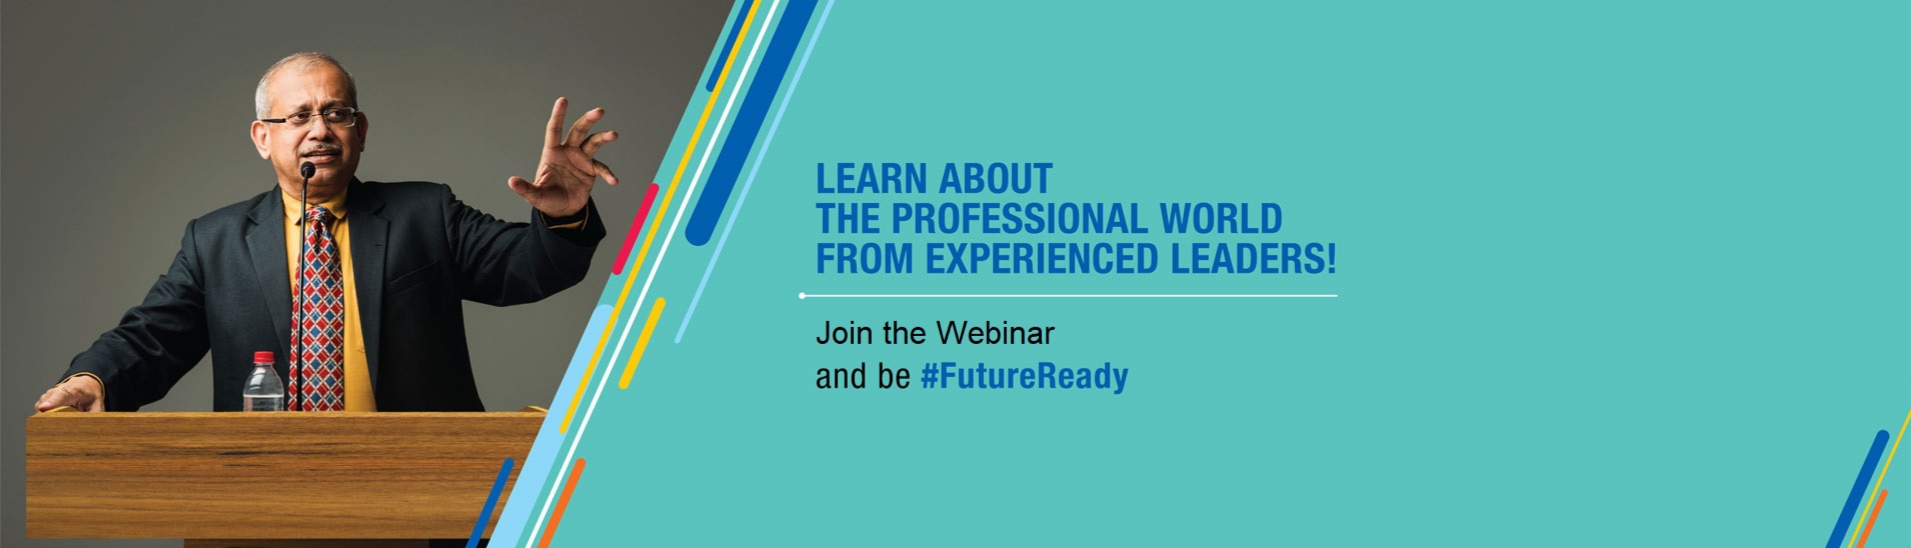 LEARN ABOUT
THE PROFESSIONAL WORLD
FROM EXPERIENCED LEADERS!
Join the Webinar
and be #FutureReady